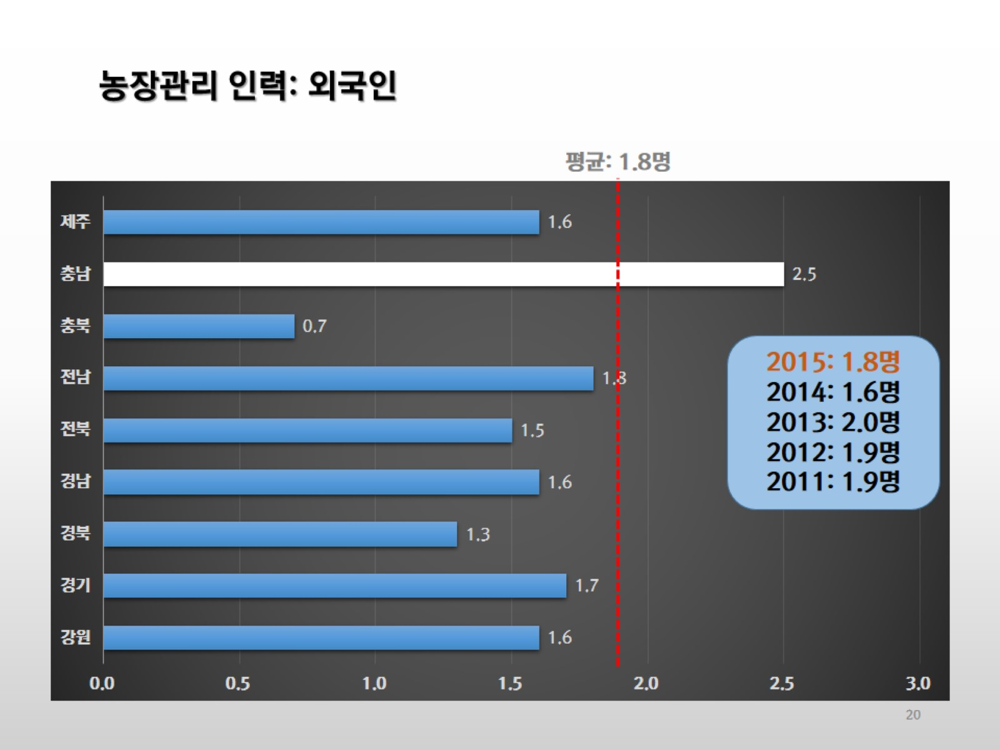 농장관리 인력: 외국인
평균: 1.8명
제주 1.6
충남 2.5
충북 0.7
전남 1.8
전북 1.5
경남 1.6
경북 1.3
경기 1.7
강원 1.6
2015: 1.8명
2014: 1.6명
2013: 2.0명
2012: 1.9명
2011: 1.9명
0.0 0.5 1.0 1.5 2.0 2.5 3.0
20